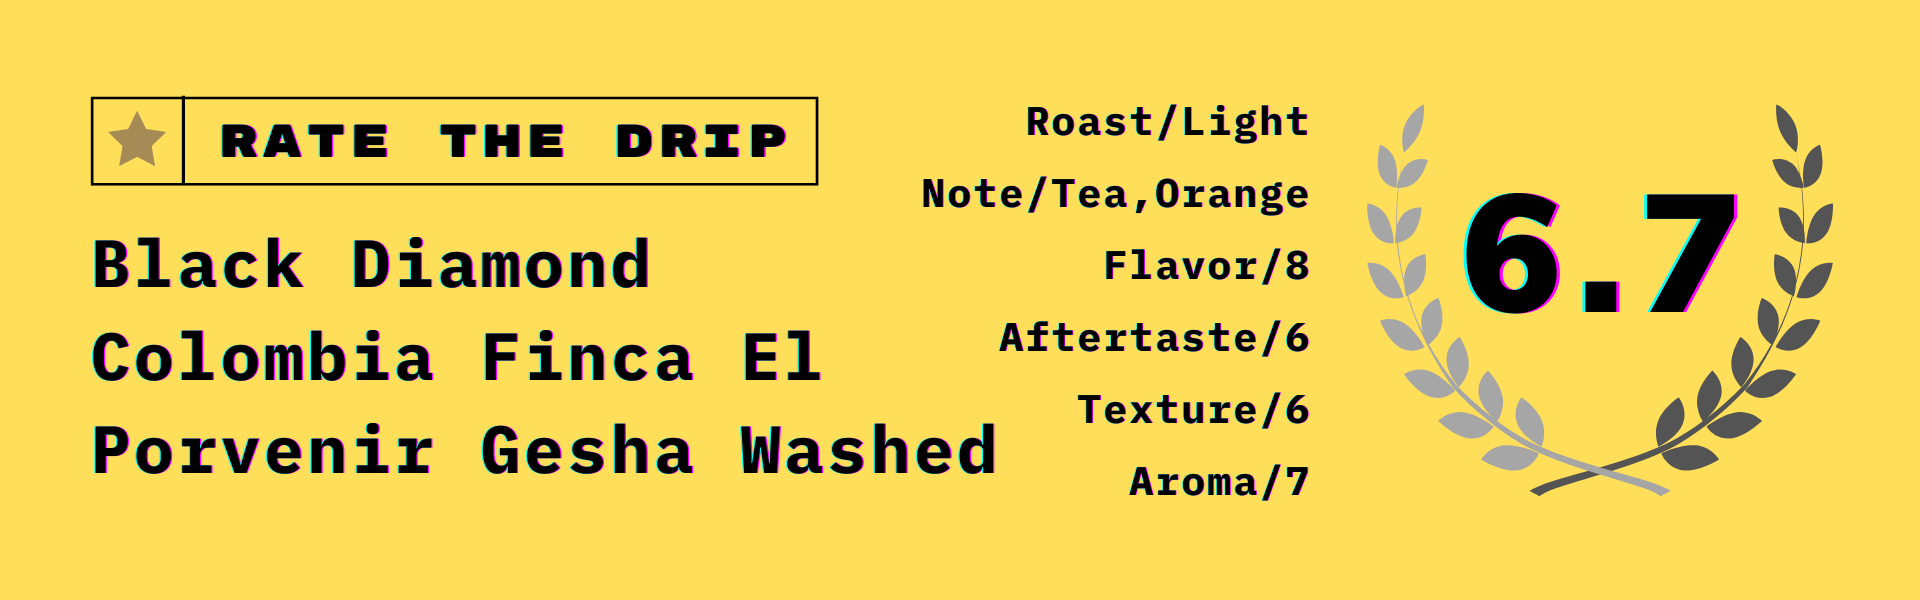 RATE THE DRIP
Black Diamond
Colombia Finca El
Porvenir Gesha Washed
Roast/Light
Note/Tea,Orange
Flavor/8
Aftertaste/6
Texture/6
Aroma/7
6.7